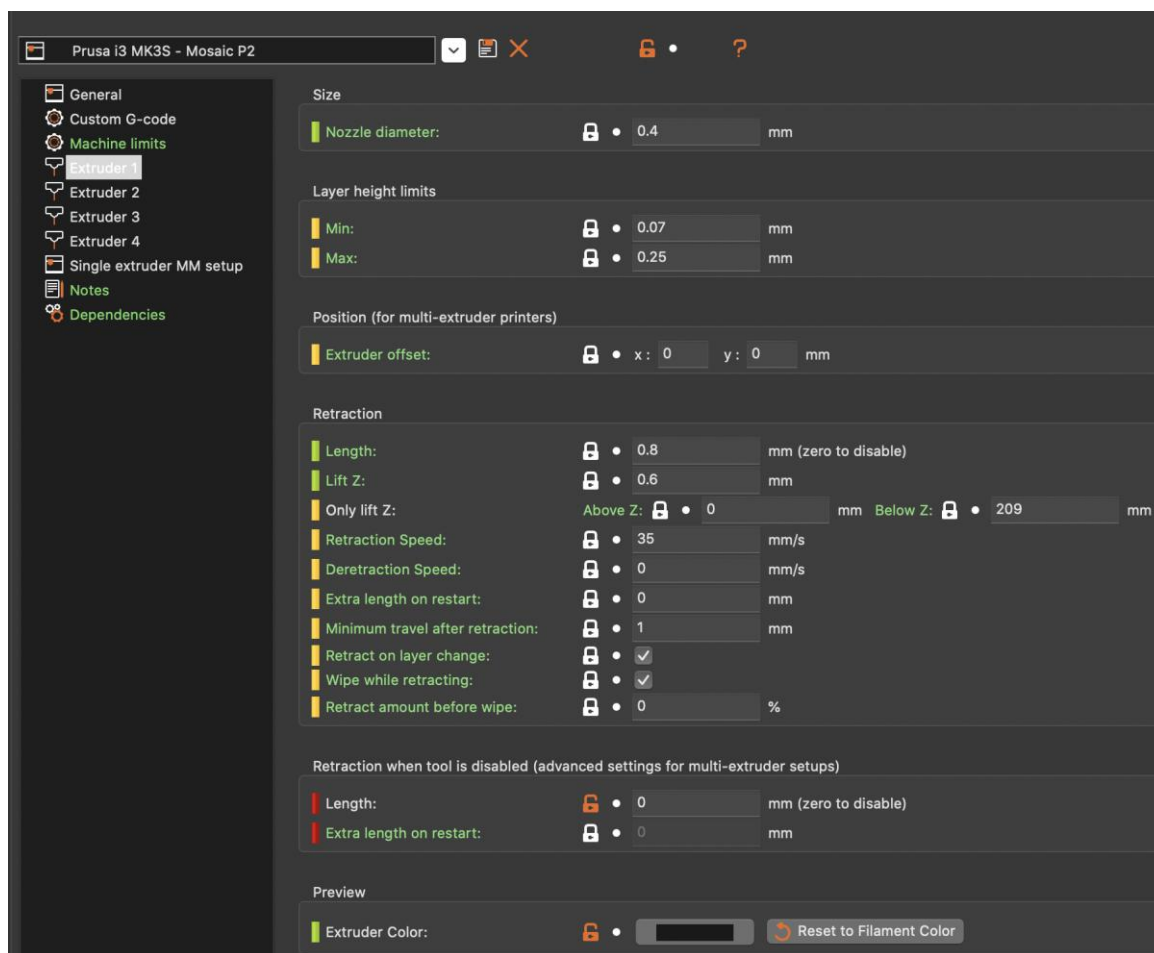 Prusa i3 MK3S - Mosaic P2
?
General
Custom G-code
Machine limits
Extruder 1
Extruder 2
Extruder 3
Extruder 4
Single extruder MM setup
Notes
Dependencies
Size
Nozzle diameter: 0.4 mm
Layer height limits
Min: 0.07 mm
Max: 0.25 mm
Position (for multi-extruder printers)
Extruder offset: x : 0 y : 0 mm
Retraction
Length: 0.8 mm (zero to disable)
Lift Z: 0.6 mm
Only lift Z: Above Z: 0 mm Below Z: 209 mm
Retraction Speed: 35 mm/s
Deretraction Speed: 0 mm/s
Extra length on restart: 0 mm
Minimum travel after retraction: 1 mm
Retract on layer change:
Wipe while retracting:
Retract amount before wipe: 0 %
Retraction when tool is disabled (advanced settings for multi-extruder setups)
Length: 0 mm (zero to disable)
Extra length on restart: 0 mm
Preview
Extruder Color: Reset to Filament Color